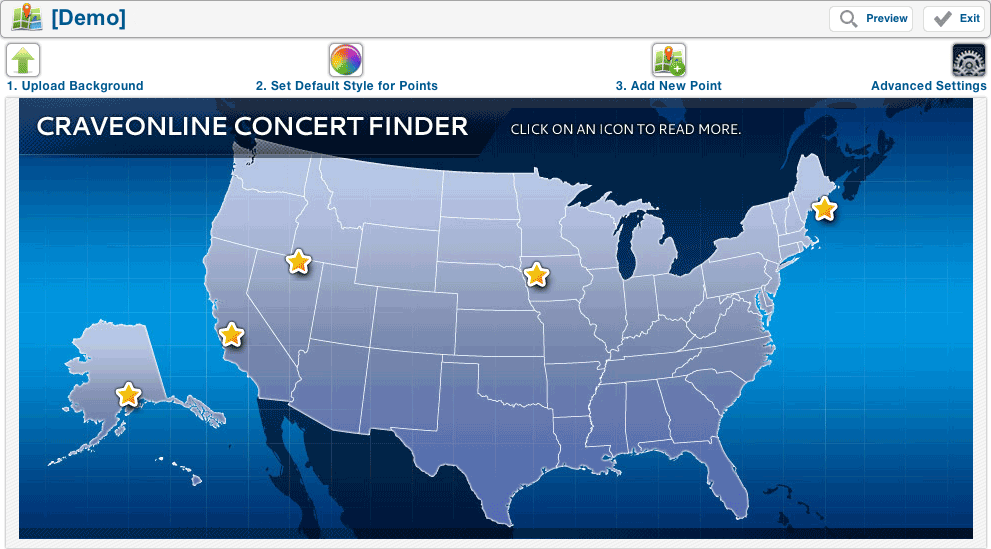 [Demo]
Preview
Exit
1. Upload Background
2. Set Default Style for Points
3. Add New Point
Advanced Settings
CRAVEONLINE CONCERT FINDER
CLICK ON AN ICON TO READ MORE.